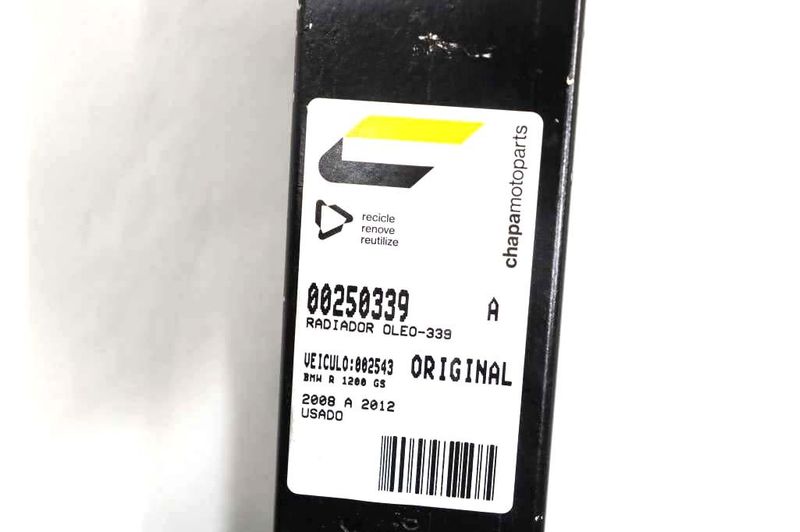 chapamotoparts
recicle
renove
reutilize
00250339 A
RADIADOR OLEO-339
VEICULO:002543 ORIGINAL
BMW R 1200 GS
2008 A 2012
USADO